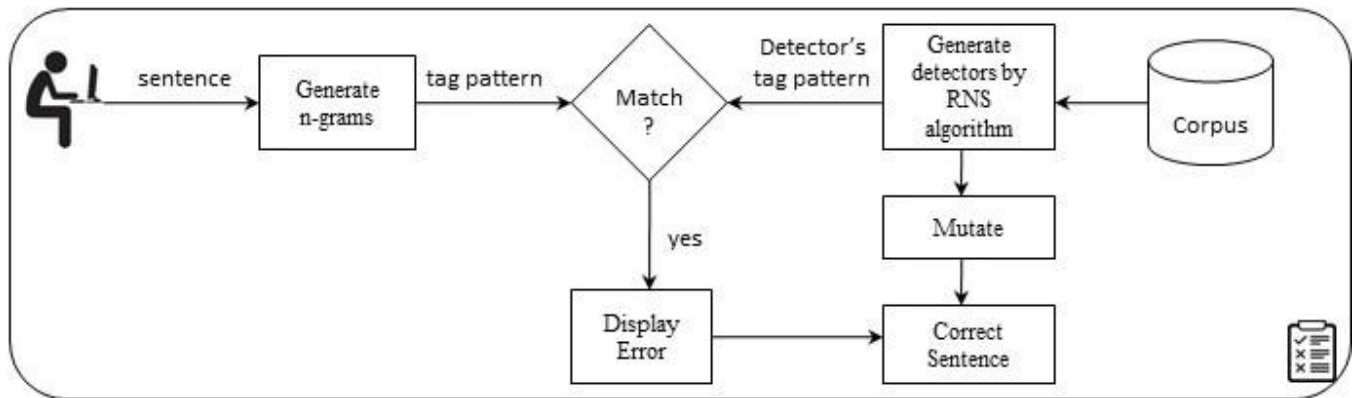 sentence
Generate
n-grams
tag pattern
Match
?
Detector's
tag pattern
Generate
detectors by
RNS
algorithm
Corpus
Mutate
yes
Display
Error
Correct
Sentence